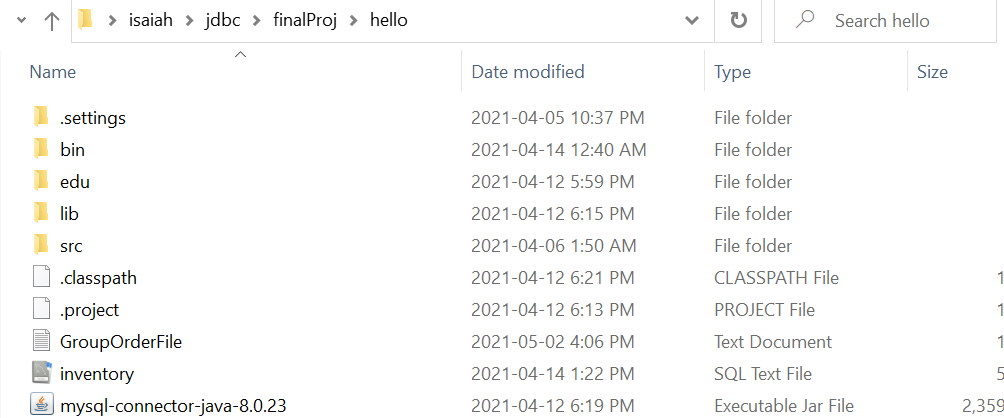 isaiah > jdbc > finalProj > hello
Search hello
Name Date modified Type Size
.settings 2021-04-05 10:37 PM File folder
bin 2021-04-14 12:40 AM File folder
edu 2021-04-12 5:59 PM File folder
lib 2021-04-12 6:15 PM File folder
src 2021-04-06 1:50 AM File folder
.classpath 2021-04-12 6:21 PM CLASSPATH File 1
.project 2021-04-12 6:13 PM PROJECT File 1
GroupOrderFile 2021-05-02 4:06 PM Text Document 1
inventory 2021-04-14 1:22 PM SQL Text File 5
mysql-connector-java-8.0.23 2021-04-12 6:19 PM Executable Jar File 2,359